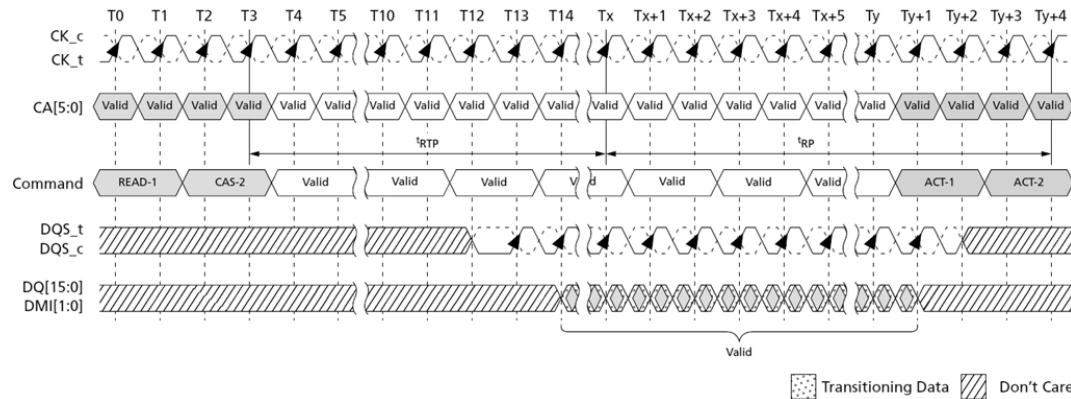 T0 T1 T2 T3 T4 T5 T10 T11 T12 T13 T14 Tx Tx+1 Tx+2 Tx+3 Tx+4 Tx+5 Ty Ty+1 Ty+2 Ty+3 Ty+4
CK_c
CK_t
CA[5:0] Valid Valid Valid Valid Valid Valid Valid Valid Valid Valid Valid Valid Valid Valid Valid Valid Valid Valid Valid Valid Valid Valid
tRTP tRP
Command READ-1 CAS-2 Valid Valid Valid Valid Valid Valid Valid ACT-1 ACT-2
DQS_t
DQS_c
DQ[15:0]
DMI[1:0]
Valid
Transitioning Data Don't Care